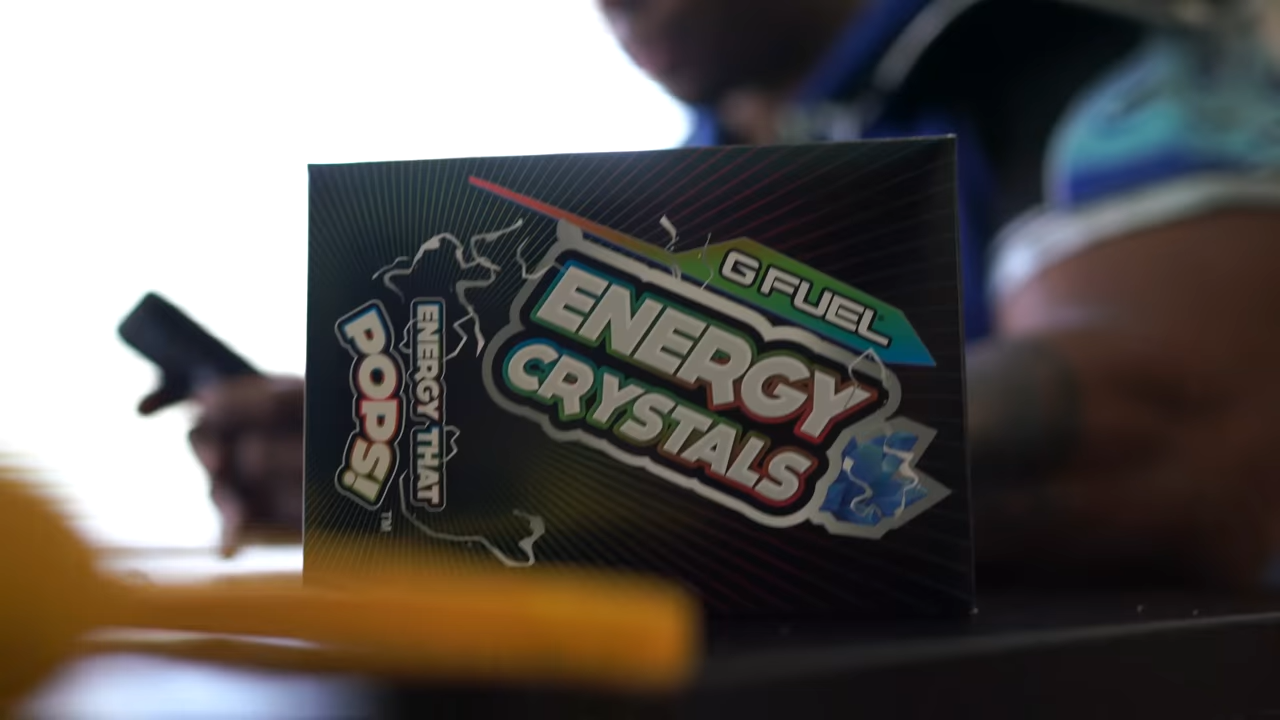 G FUEL
ENERGY
CRYSTALS
ENERGY THAT
POPS!™